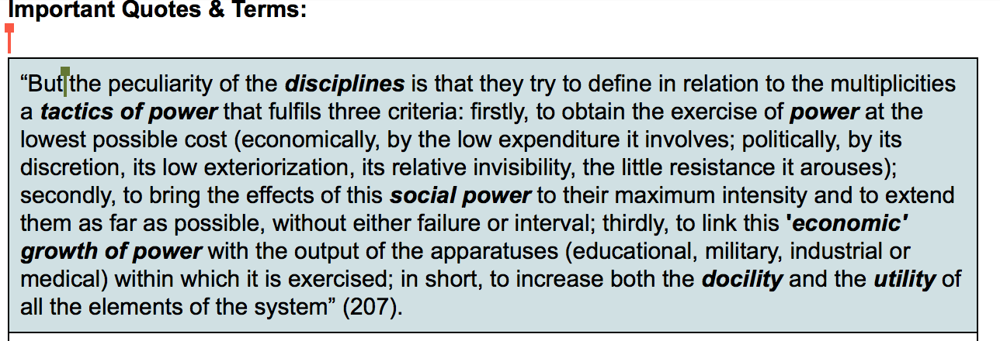 Important Quotes & Terms:
“But the peculiarity of the disciplines is that they try to define in relation to the multiplicities
a tactics of power that fulfils three criteria: firstly, to obtain the exercise of power at the
lowest possible cost (economically, by the low expenditure it involves; politically, by its
discretion, its low exteriorization, its relative invisibility, the little resistance it arouses);
secondly, to bring the effects of this social power to their maximum intensity and to extend
them as far as possible, without either failure or interval; thirdly, to link this 'economic'
growth of power with the output of the apparatuses (educational, military, industrial or
medical) within which it is exercised; in short, to increase both the docility and the utility of
all the elements of the system” (207).